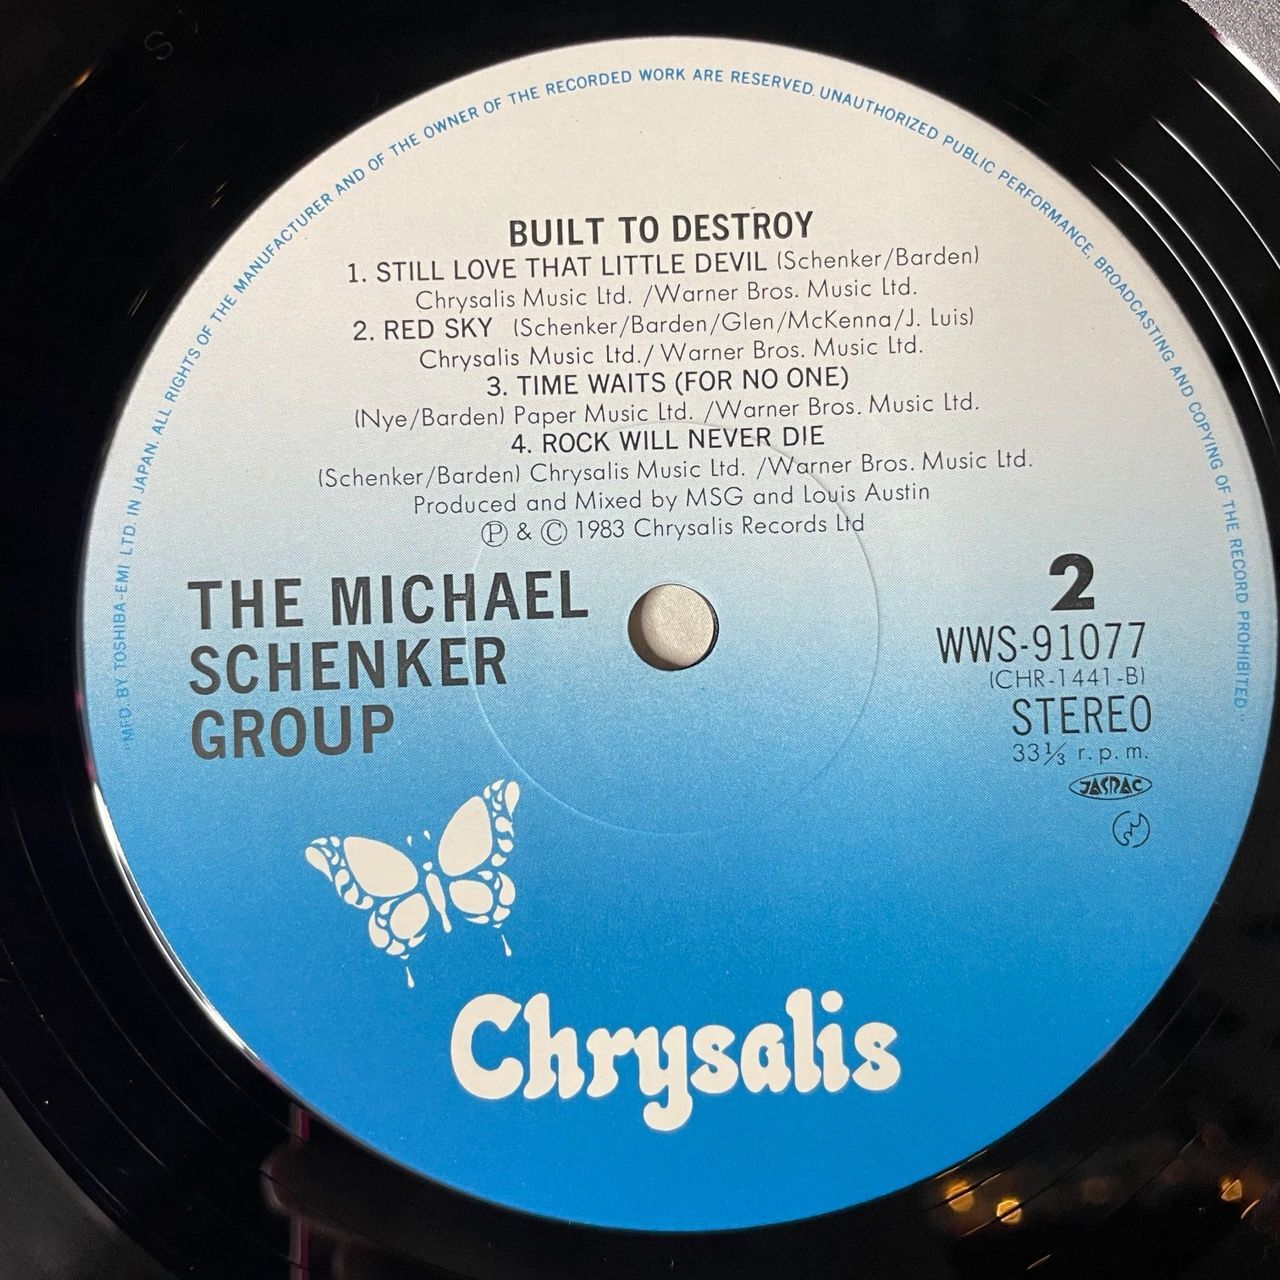 "MFD. BY TOSHIBA-EMI LTD. IN JAPAN. ALL RIGHTS OF THE MANUFACTURER AND OF THE OWNER OF THE RECORDED WORK ARE RESERVED. UNAUTHORIZED PUBLIC PERFORMANCE, BROADCASTING AND COPYING OF THE RECORD PROHIBITED."
BUILT TO DESTROY
1. STILL LOVE THAT LITTLE DEVIL (Schenker/Barden)
Chrysalis Music Ltd. /Warner Bros. Music Ltd.
2. RED SKY (Schenker/Barden/Glen/McKenna/J. Luis)
Chrysalis Music Ltd./Warner Bros. Music Ltd.
3. TIME WAITS (FOR NO ONE)
(Nye/Barden) Paper Music Ltd. /Warner Bros. Music Ltd.
4. ROCK WILL NEVER DIE
(Schenker/Barden) Chrysalis Music Ltd. /Warner Bros. Music Ltd.
Produced and Mixed by MSG and Louis Austin
Ⓟ & © 1983 Chrysalis Records Ltd
THE MICHAEL
SCHENKER
GROUP
2
WWS-91077
(CHR-1441-B)
STEREO
33⅓ r.p.m.
JASRAC
Chrysalis